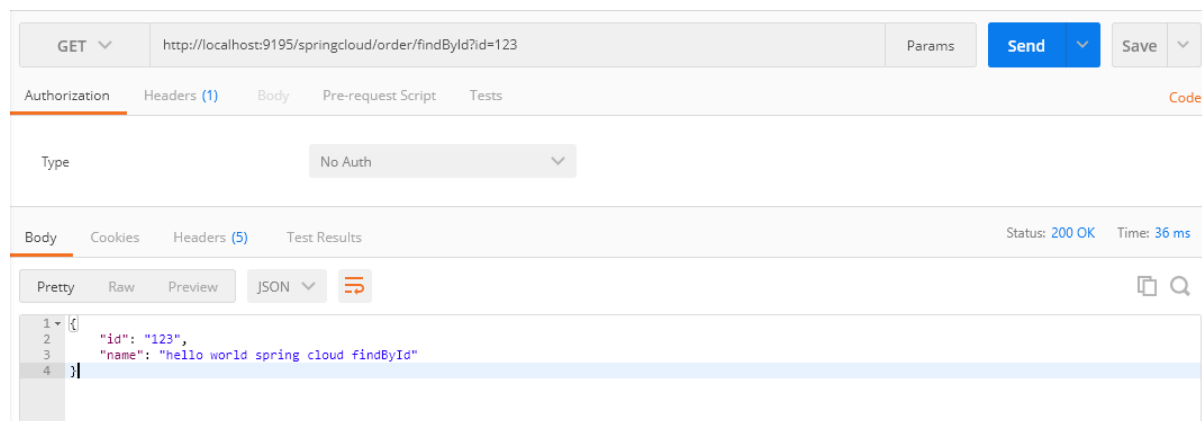 GET http://localhost:9195/springcloud/order/findById?id=123 Params Send Save
Authorization Headers (1) Body Pre-request Script Tests Code
Type No Auth
Body Cookies Headers (5) Test Results Status: 200 OK Time: 36 ms
Pretty Raw Preview JSON
1 {
2 "id": "123",
3 "name": "hello world spring cloud findById"
4 }